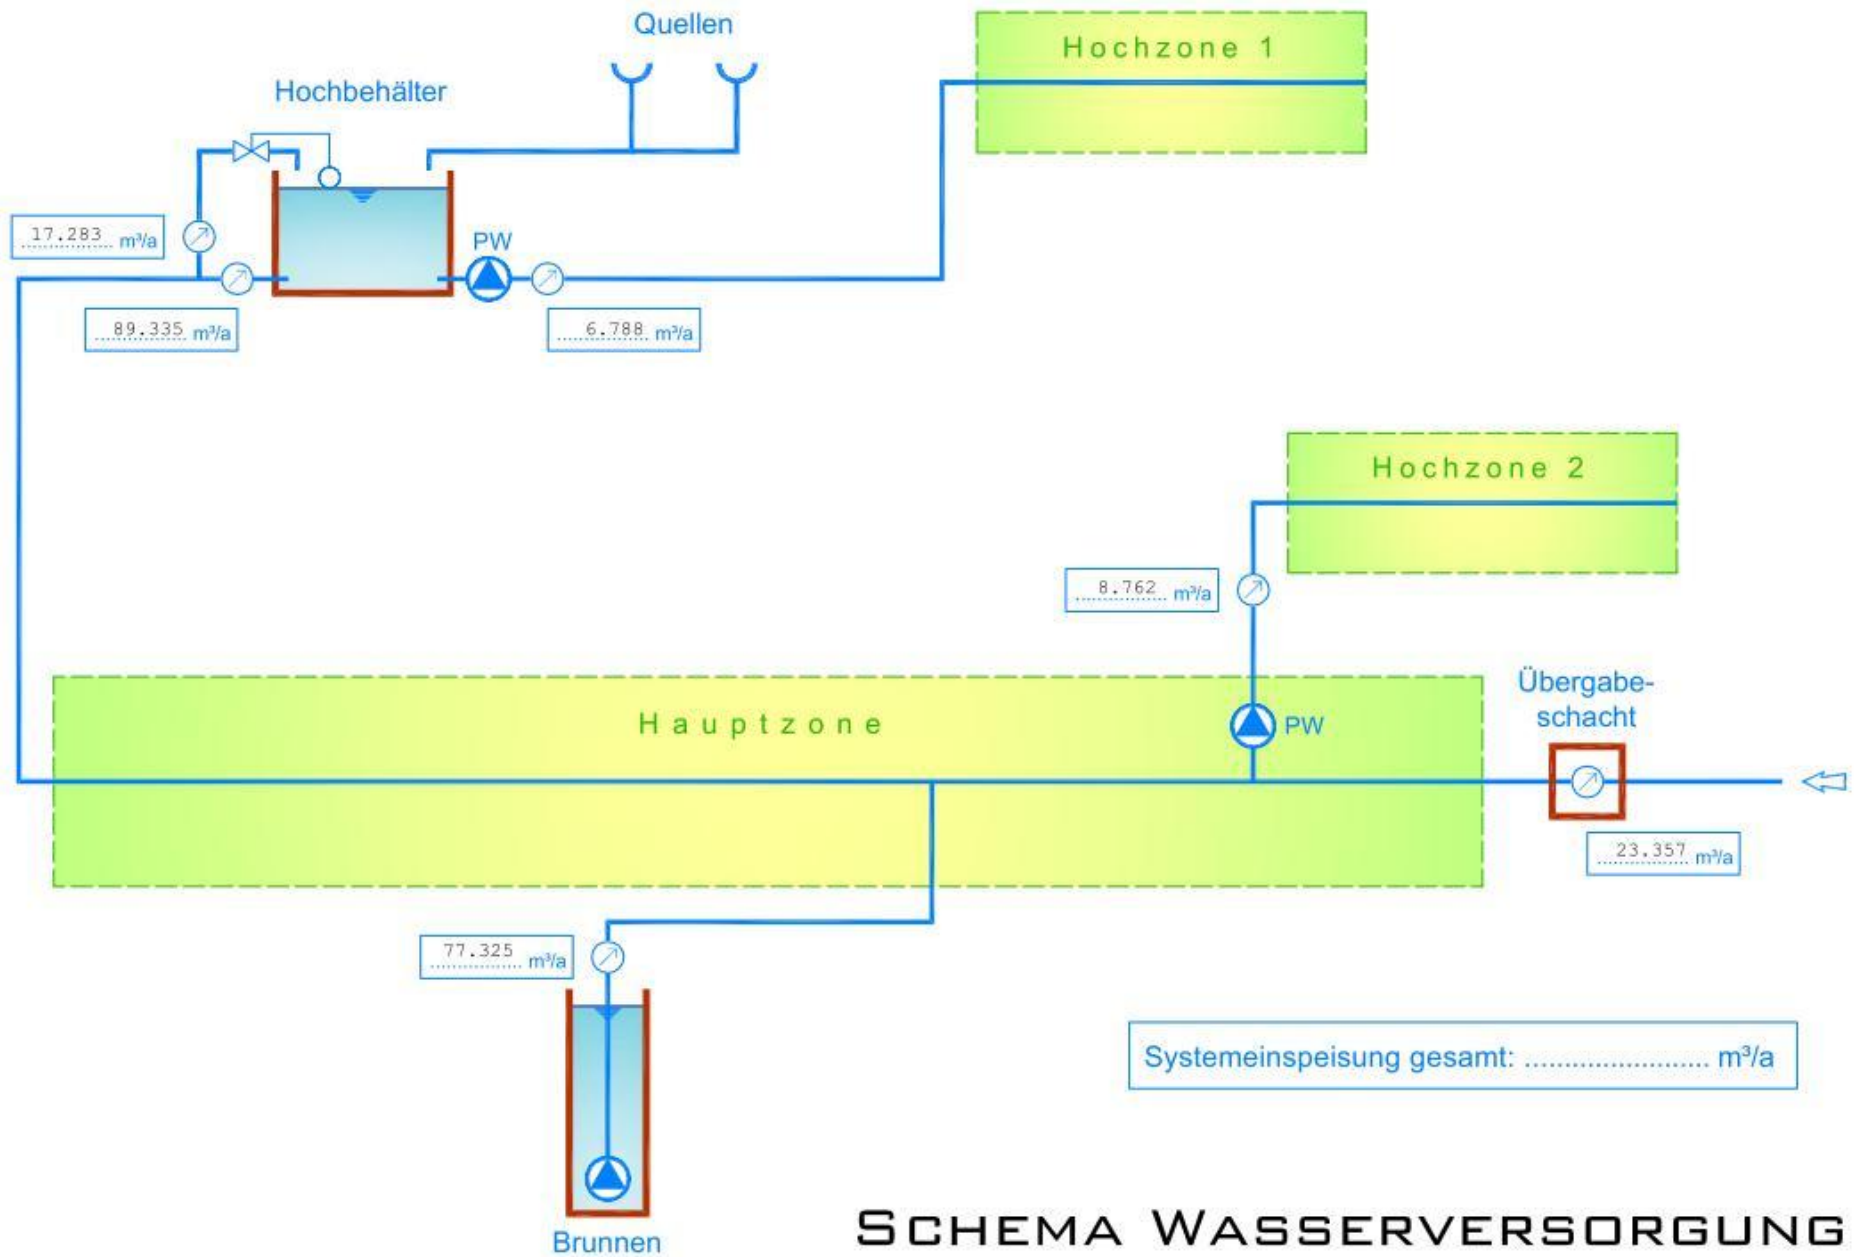 Quellen
Hochzone 1
Hochbehälter
17.283 m³/a
PW
89.335 m³/a
6.788 m³/a
Hochzone 2
8.762 m³/a
Übergabe-
schacht
Hauptzone
PW
23.357 m³/a
77.325 m³/a
Systemeinspeisung gesamt: ....................... m³/a
Brunnen
SCHEMA WASSERVERSORGUNG